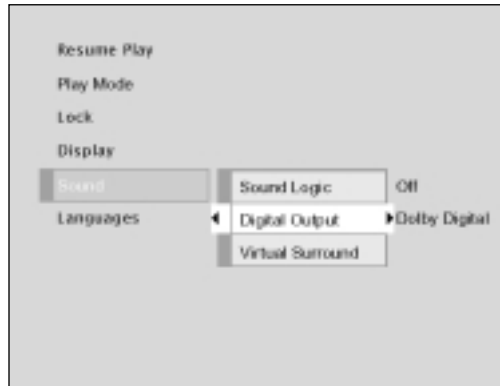 Resume Play
Play Mode
Lock
Display
Sound
Sound Logic Off
Languages
Digital Output Dolby Digital
Virtual Surround